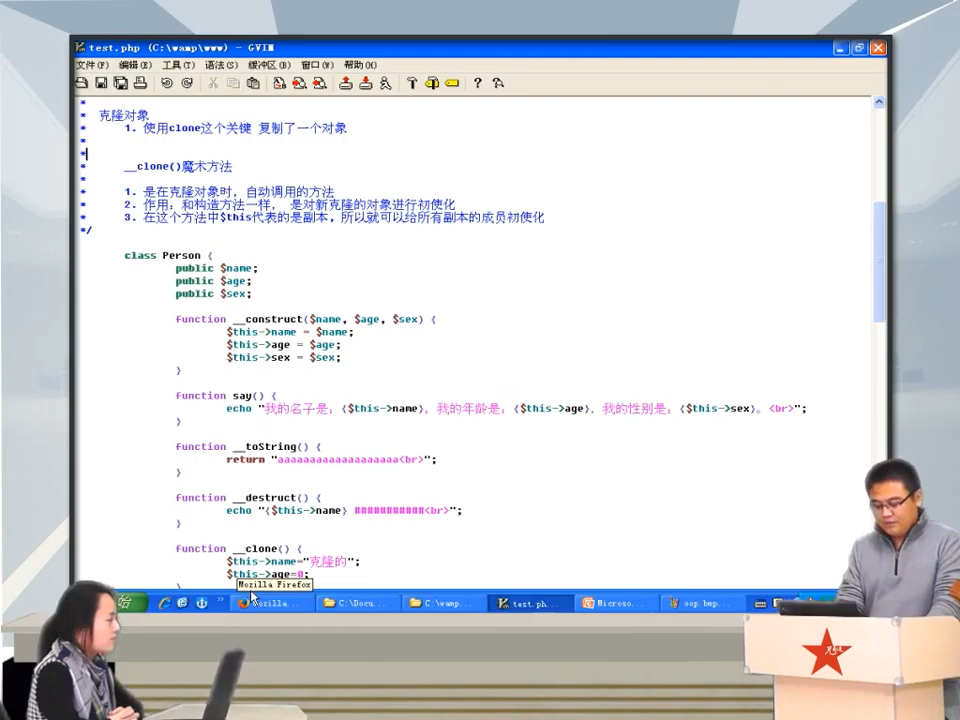 test.php (C:\wamp\www) - GVIM
文件(F) 编辑(E) 工具(T) 语法(S) 缓冲区(B) 窗口(W) 帮助(H)
*
* 克隆对象
* 1. 使用clone这个关键 复制了一个对象
*
*
* __clone()魔术方法
*
* 1. 是在克隆对象时, 自动调用的方法
* 2. 作用: 和构造方法一样, 是对新克隆的对象进行初使化
* 3. 在这个方法中$this代表的是副本, 所以就可以给所有副本的成员初使化
*/
class Person {
public $name;
public $age;
public $sex;
function __construct($name, $age, $sex) {
$this->name = $name;
$this->age = $age;
$this->sex = $sex;
}
function say() {
echo "我的名子是: {$this->name}, 我的年龄是: {$this->age}, 我的性别是: {$this->sex}。<br>";
}
function __toString() {
return "aaaaaaaaaaaaaaaaaaa<br>";
}
function __destruct() {
echo "{$this->name} ###########<br>";
}
function __clone() {
$this->name="克隆的";
$this->age=0;
}
Mozilla Firefox
始 ozilla... C:\Docu... C:\wamp... test.ph... Microso... oop.bmp...